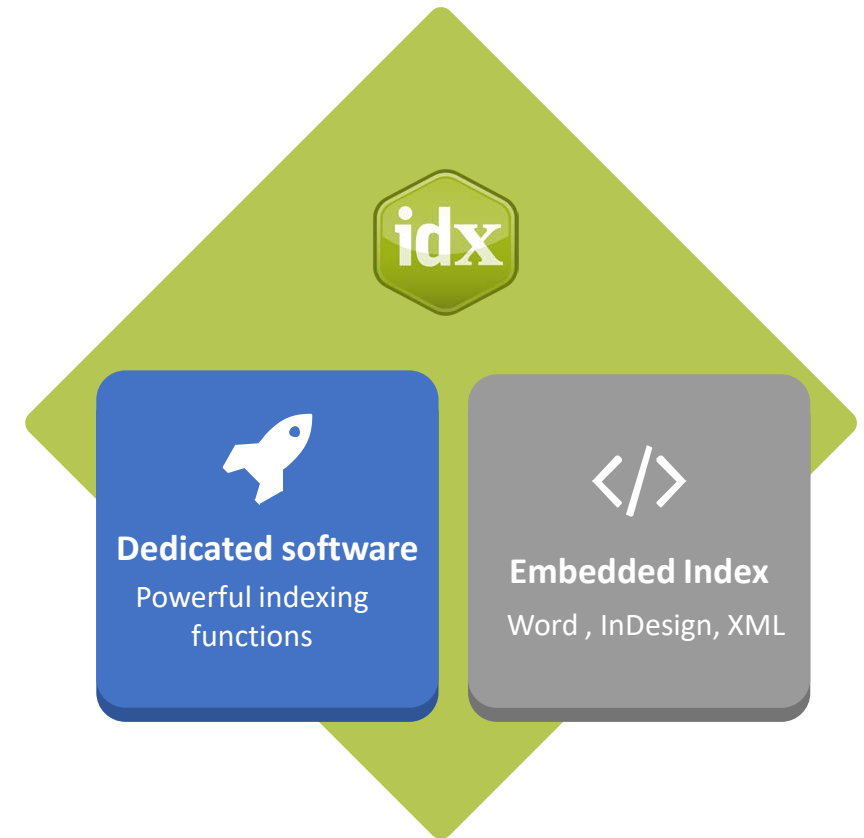 idx
Dedicated software
Powerful indexing
functions
</>
Embedded Index
Word , InDesign, XML